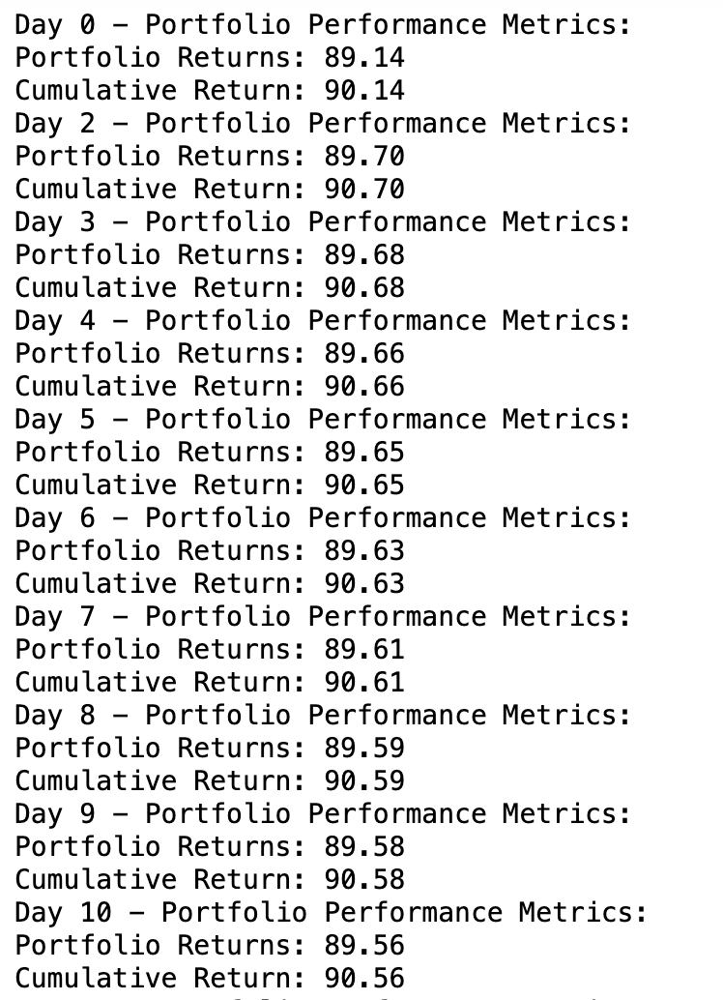 Day 0 – Portfolio Performance Metrics:
Portfolio Returns: 89.14
Cumulative Return: 90.14
Day 2 – Portfolio Performance Metrics:
Portfolio Returns: 89.70
Cumulative Return: 90.70
Day 3 – Portfolio Performance Metrics:
Portfolio Returns: 89.68
Cumulative Return: 90.68
Day 4 – Portfolio Performance Metrics:
Portfolio Returns: 89.66
Cumulative Return: 90.66
Day 5 – Portfolio Performance Metrics:
Portfolio Returns: 89.65
Cumulative Return: 90.65
Day 6 – Portfolio Performance Metrics:
Portfolio Returns: 89.63
Cumulative Return: 90.63
Day 7 – Portfolio Performance Metrics:
Portfolio Returns: 89.61
Cumulative Return: 90.61
Day 8 – Portfolio Performance Metrics:
Portfolio Returns: 89.59
Cumulative Return: 90.59
Day 9 – Portfolio Performance Metrics:
Portfolio Returns: 89.58
Cumulative Return: 90.58
Day 10 – Portfolio Performance Metrics:
Portfolio Returns: 89.56
Cumulative Return: 90.56